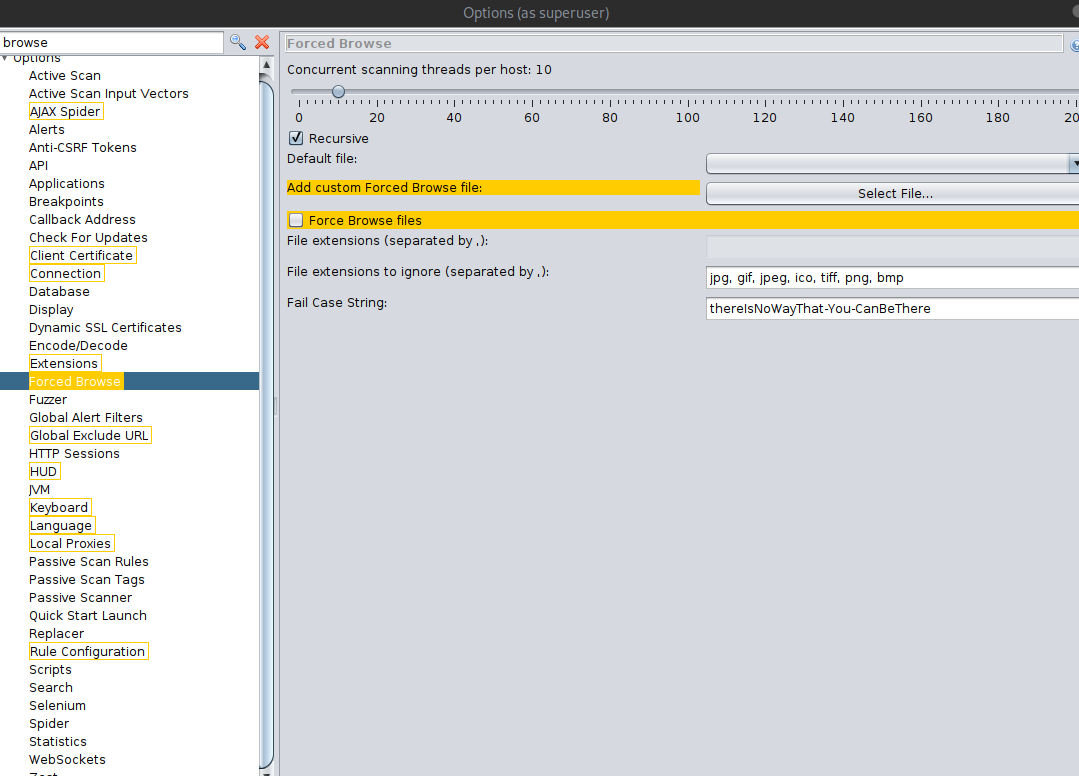 Options (as superuser)
browse
Options
Active Scan
Active Scan Input Vectors
AJAX Spider
Alerts
Anti-CSRF Tokens
API
Applications
Breakpoints
Callback Address
Check For Updates
Client Certificate
Connection
Database
Display
Dynamic SSL Certificates
Encode/Decode
Extensions
Forced Browse
Fuzzer
Global Alert Filters
Global Exclude URL
HTTP Sessions
HUD
JVM
Keyboard
Language
Local Proxies
Passive Scan Rules
Passive Scan Tags
Passive Scanner
Quick Start Launch
Replacer
Rule Configuration
Scripts
Search
Selenium
Spider
Statistics
WebSockets
Forced Browse
Concurrent scanning threads per host: 10
0 20 40 60 80 100 120 140 160 180 20
Recursive
Default file:
Add custom Forced Browse file:
Select File...
Force Browse files
File extensions (separated by ,):
File extensions to ignore (separated by ,):
jpg, gif, jpeg, ico, tiff, png, bmp
Fail Case String:
thereIsNoWayThat-You-CanBeThere